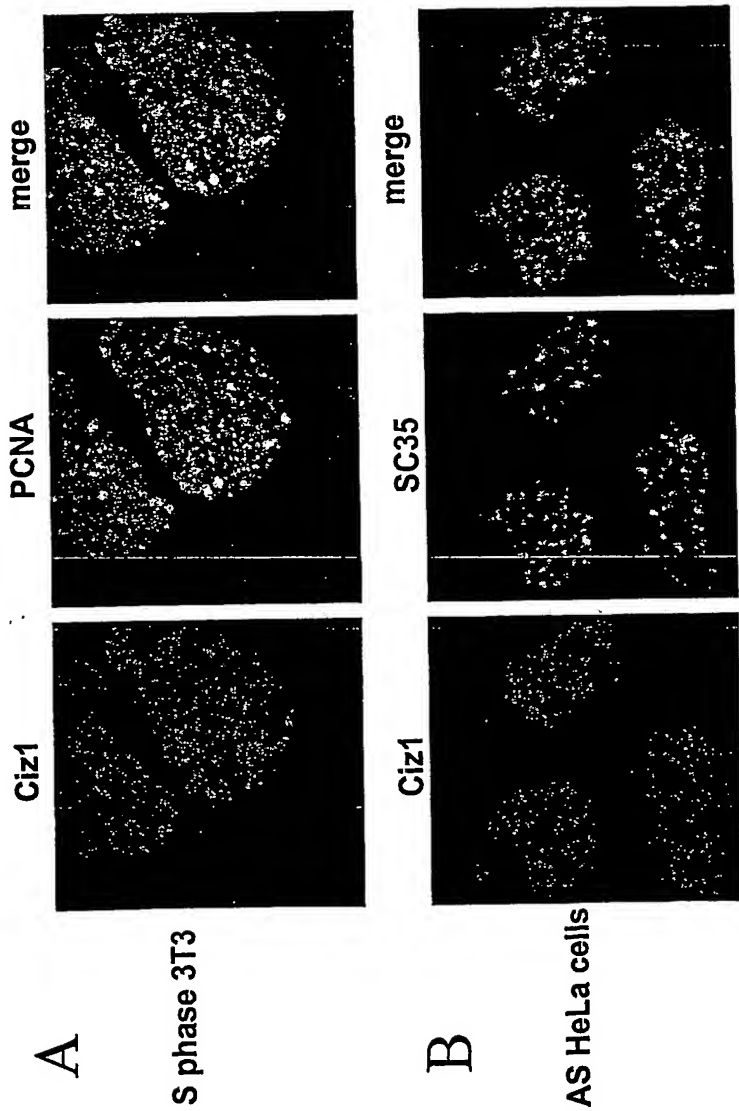 A
Ciz1
PCNA
merge
S phase 3T3
B
Ciz1
SC35
merge
AS HeLa cells